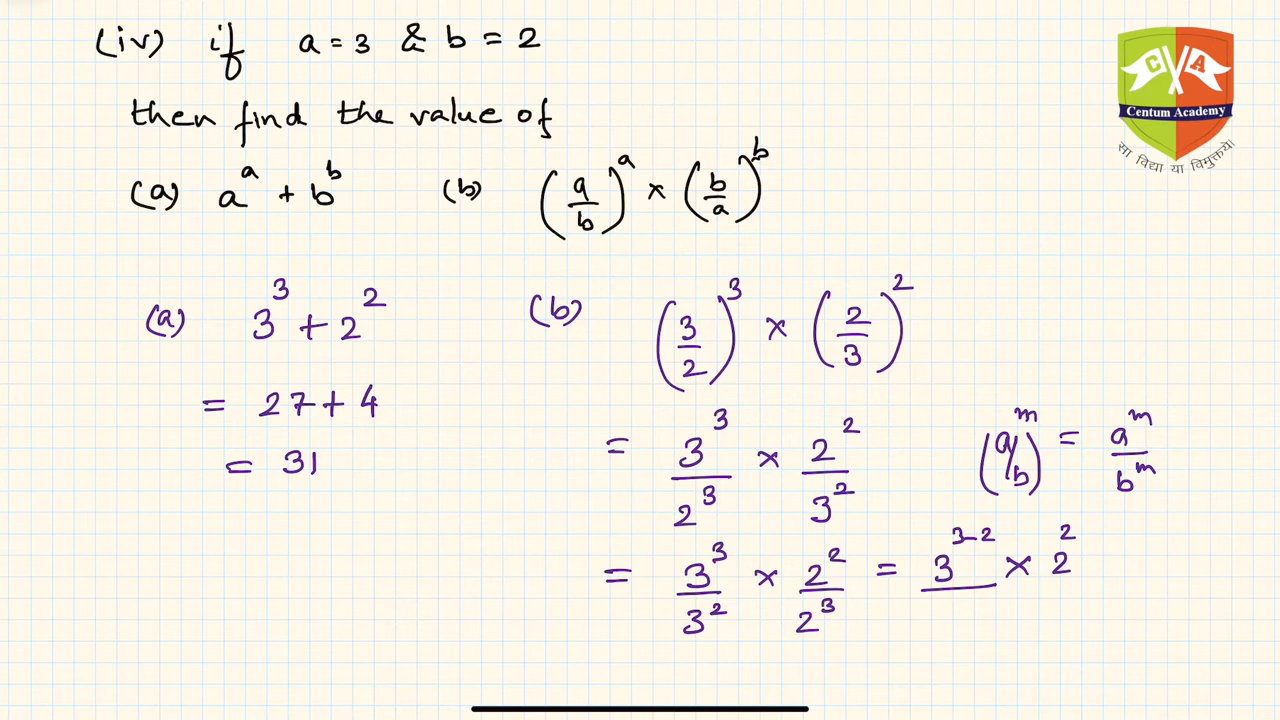 (iv) if a = 3 & b = 2
then find the value of
(a) a^a + b^b (b) (a/b)^a × (b/a)^b
(a) 3^3 + 2^2
= 27 + 4
= 31
(b) (3/2)^3 × (2/3)^2
= 3^3/2^3 × 2^2/3^2
(a/b)^m = a^m/b^m
= 3^3/3^2 × 2^2/2^3 = 3^(3-2) × 2^2
C A
Centum Academy
सा विद्या या विमुक्तये।